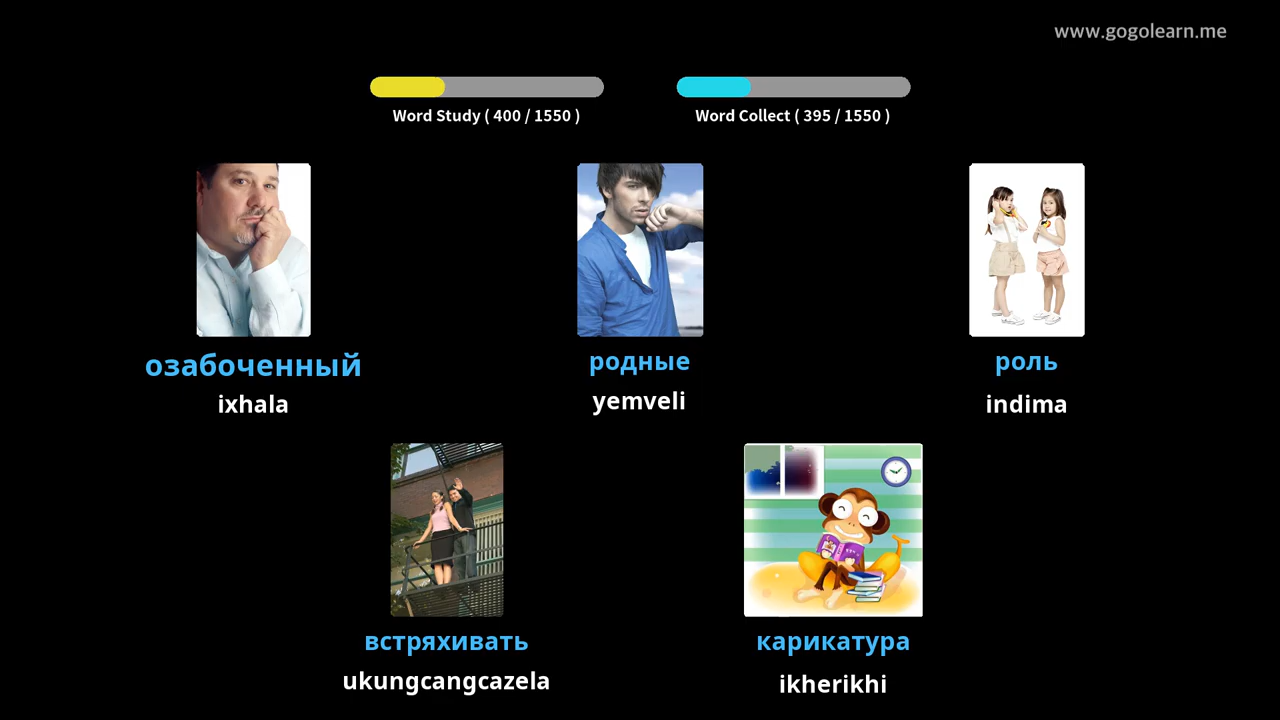 www.gogolearn.me
Word Study ( 400 / 1550 )
Word Collect ( 395 / 1550 )
озабоченный
ixhala
родные
yemveli
роль
indima
встряхивать
ukungcangcazela
карикатура
ikherikhi